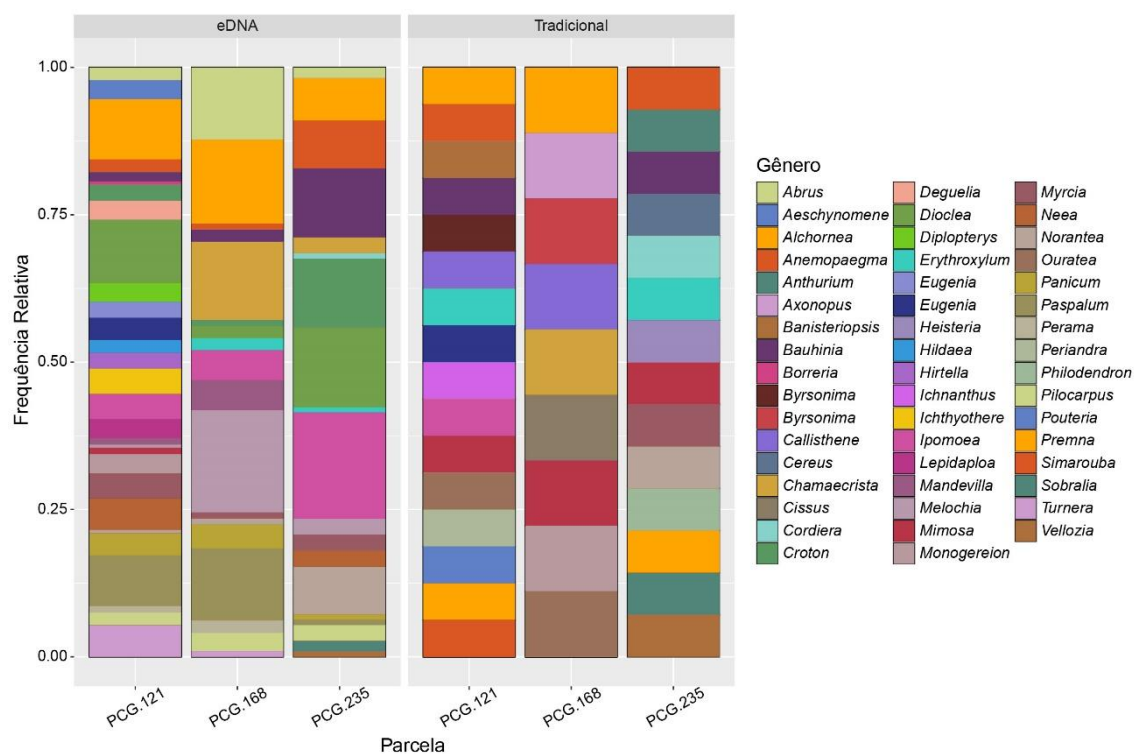 eDNA
Tradicional
Frequência Relativa
1.00
0.75
0.50
0.25
0.00
PCG.121
PCG.168
PCG.235
PCG.121
PCG.168
PCG.235
Parcela
Gênero
Abrus
Aeschynomene
Alchornea
Anemopaegma
Anthurium
Axonopus
Banisteriopsis
Bauhinia
Borreria
Byrsonima
Byrsonima
Callisthene
Cereus
Chamaecrista
Cissus
Cordiera
Croton
Deguelia
Dioclea
Diplopterys
Erythroxylum
Eugenia
Eugenia
Heisteria
Hildaea
Hirtella
Ichnanthus
Ichthyothere
Ipomoea
Lepidaploa
Mandevilla
Melochia
Mimosa
Monogereion
Myrcia
Neea
Norantea
Ouratea
Panicum
Paspalum
Perama
Periandra
Philodendron
Pilocarpus
Pouteria
Premna
Simarouba
Sobralia
Turnera
Vellozia